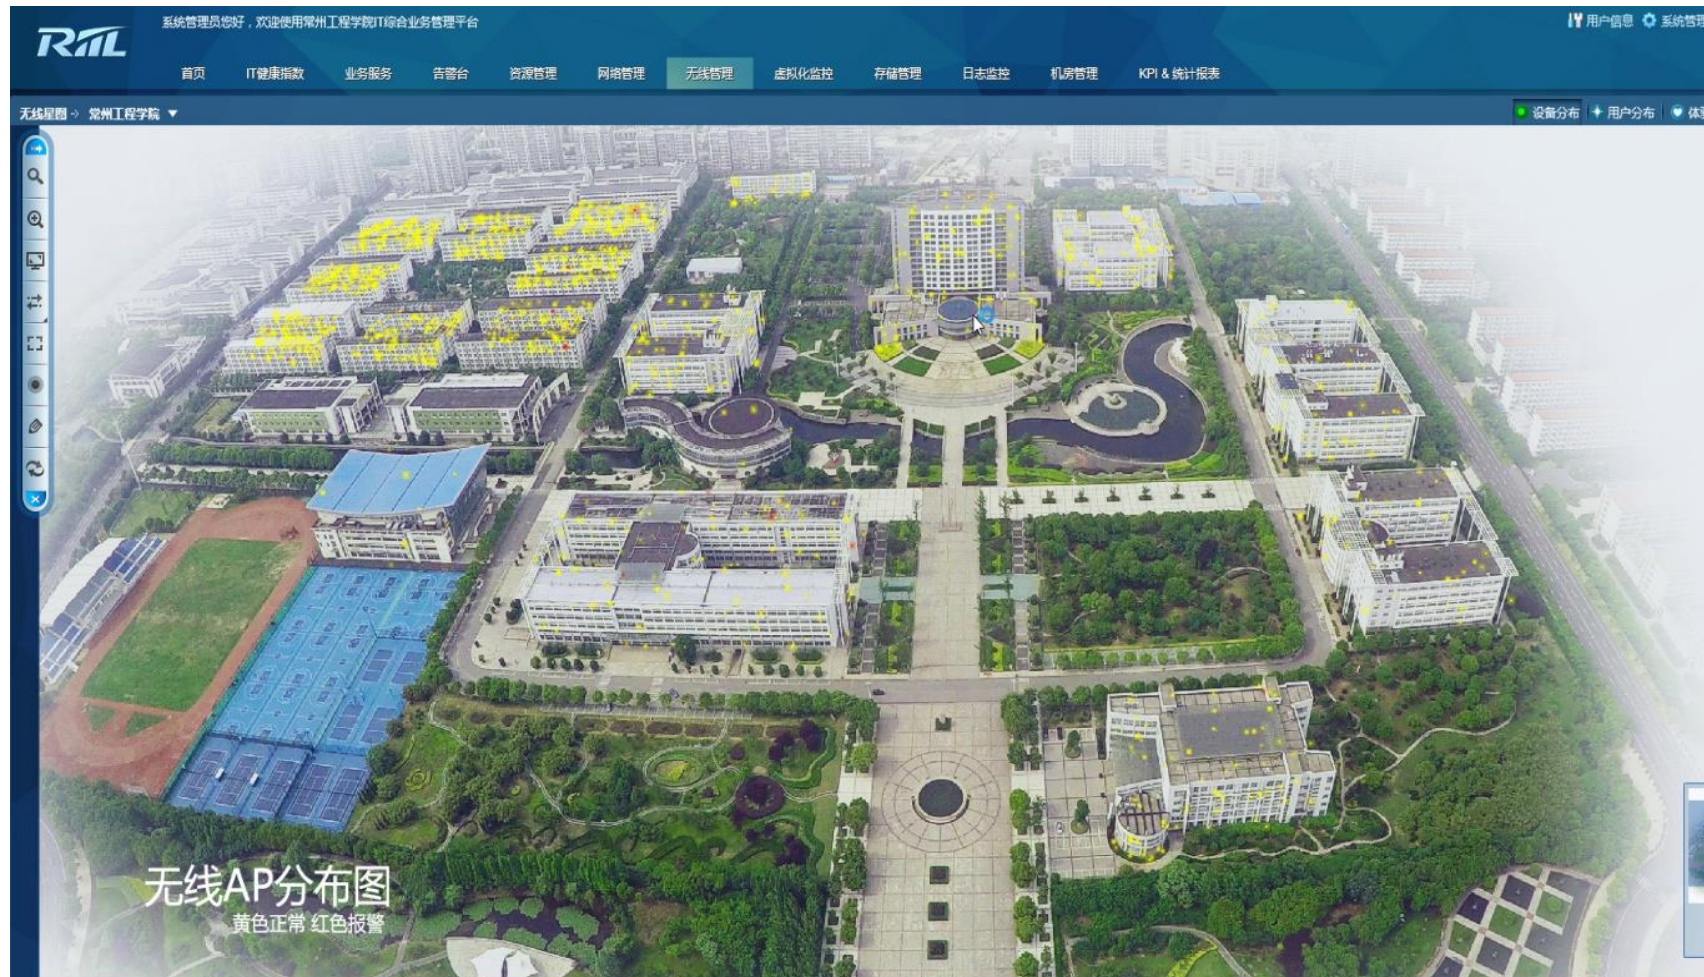 RIIL
系统管理员您好，欢迎使用常州工程学院IT综合业务管理平台
用户信息 系统管理
首页 IT健康指数 业务服务 告警台 资源管理 网络管理 无线管理 虚拟化监控 存储管理 日志监控 机房管理 KPI & 统计报表
无线星图 常州工程学院
设备分布 用户分布 体验
无线AP分布图
黄色正常 红色报警